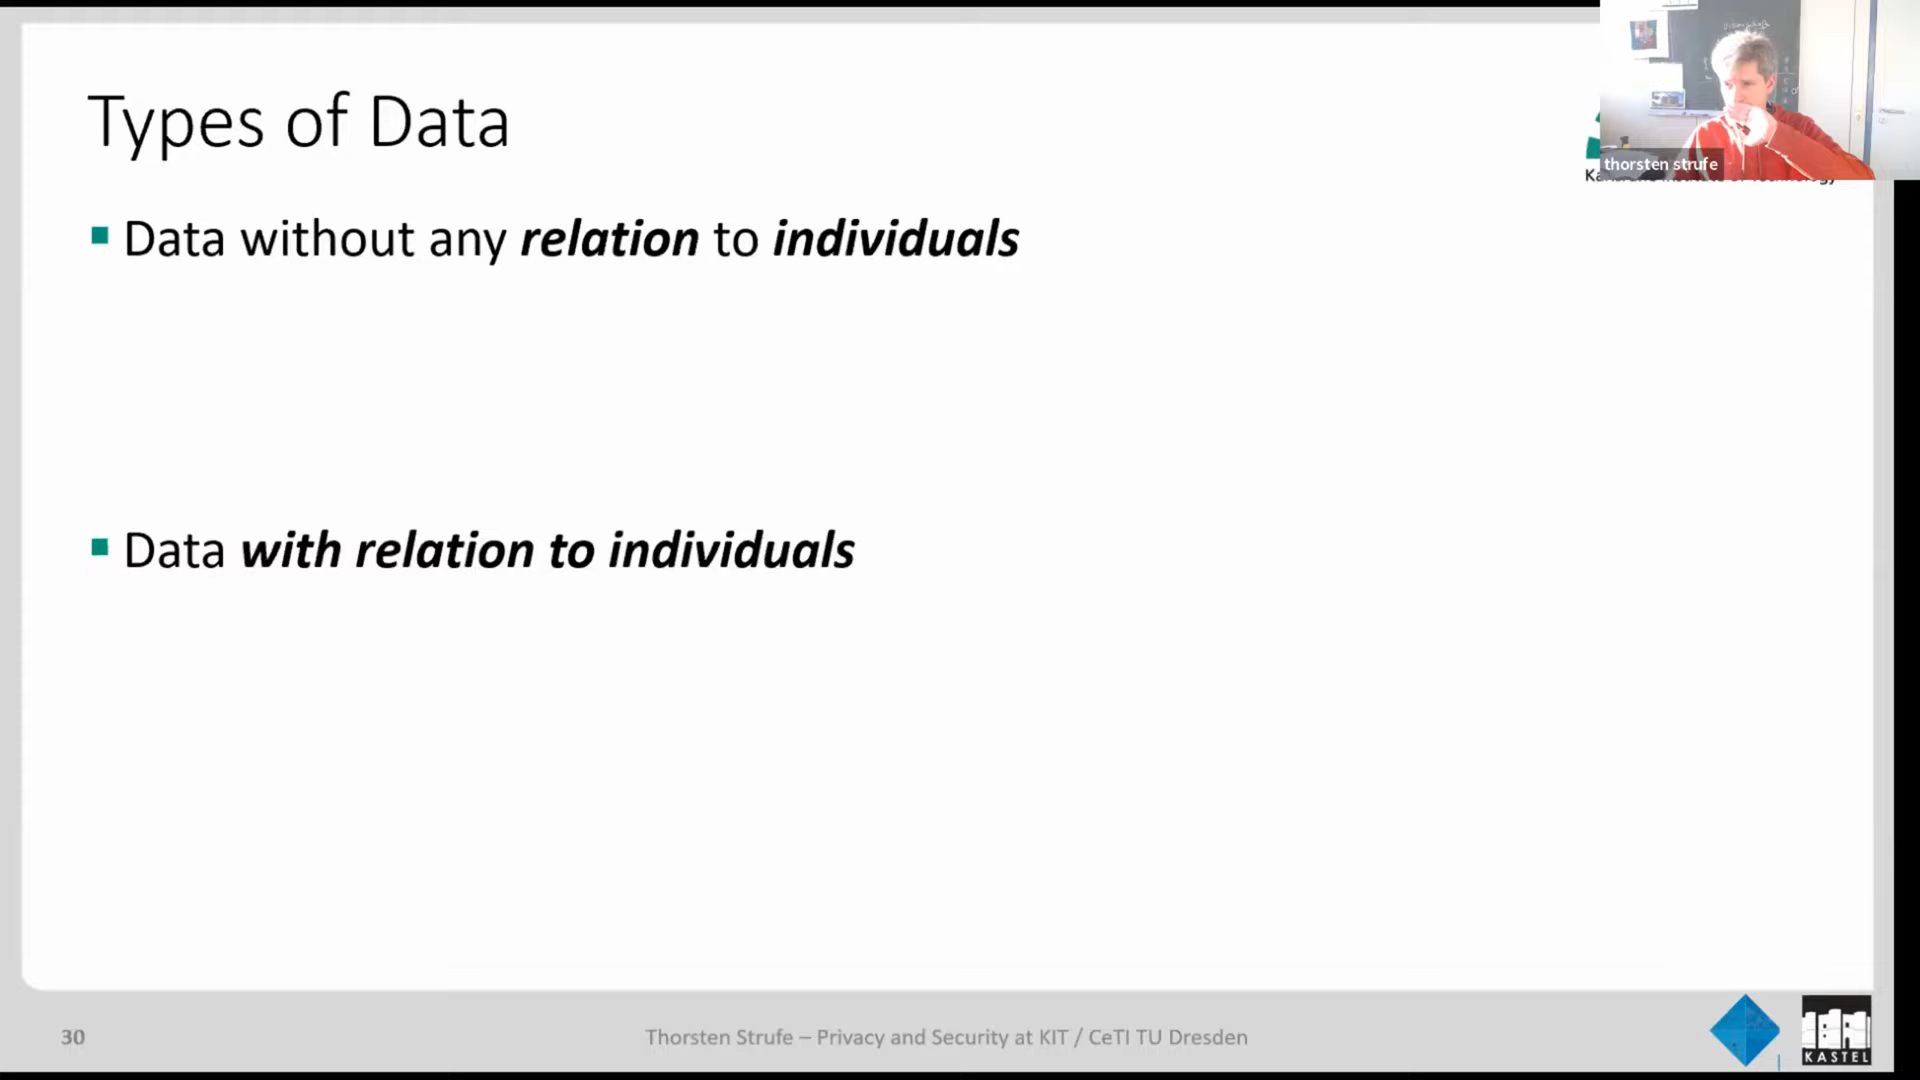 Types of Data
thorsten strufe
Data without any relation to individuals
Data with relation to individuals
30
Thorsten Strufe – Privacy and Security at KIT / CeTI TU Dresden
KASTEL